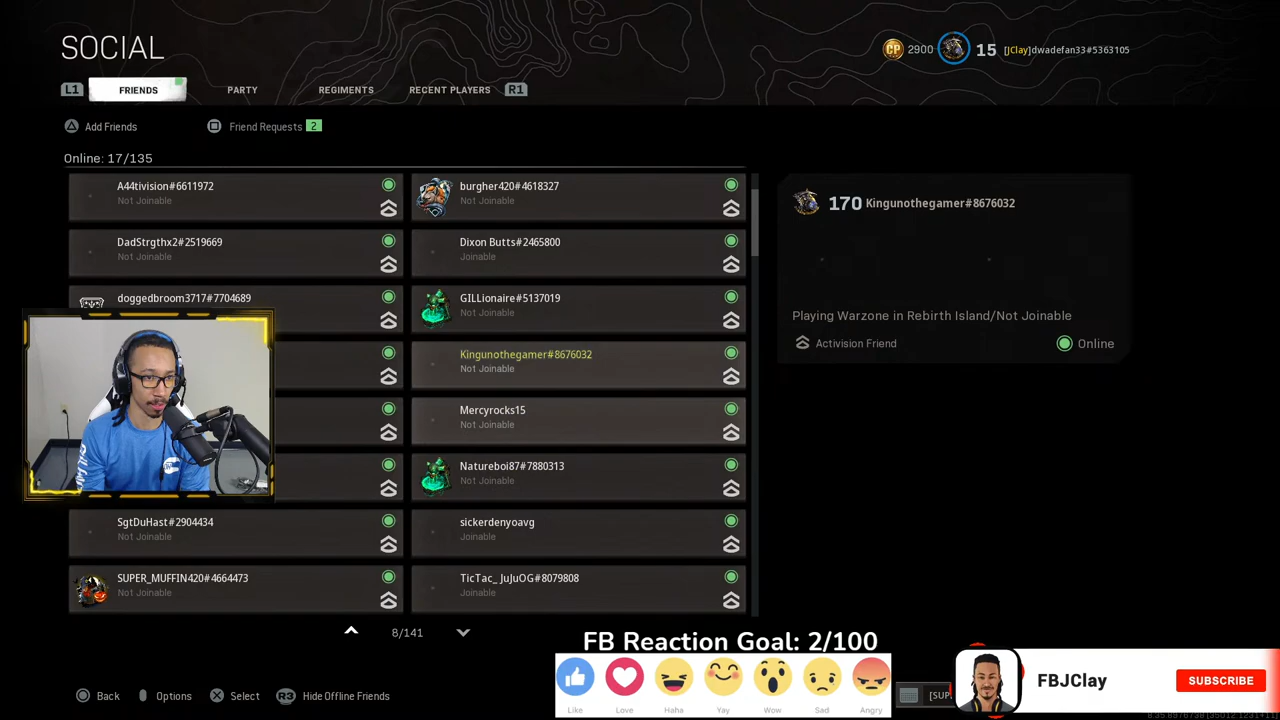 SOCIAL
CP 2900 15 [JClay]dwadefan33#5363105
L1 FRIENDS PARTY REGIMENTS RECENT PLAYERS R1
Add Friends Friend Requests 2
Online: 17/135
A44tivision#6611972
Not Joinable
burgher420#4618327
Not Joinable
DadStrgthx2#2519669
Not Joinable
Dixon Butts#2465800
Joinable
doggedbroom3717#7704689
GILLionaire#5137019
Not Joinable
Kingunothegamer#8676032
Not Joinable
Mercyrocks15
Not Joinable
Natureboi87#7880313
Not Joinable
SgtDuHast#2904434
Not Joinable
sickerdenyoavg
Joinable
SUPER_MUFFIN420#4664473
Not Joinable
TicTac_JuJuOG#8079808
Joinable
8/141
170 Kingunothegamer#8676032
Playing Warzone in Rebirth Island/Not Joinable
Activision Friend Online
FB Reaction Goal: 2/100
Like Love Haha Yay Wow Sad Angry
Back Options Select R3 Hide Offline Friends
[SUP
FBJClay
SUBSCRIBE